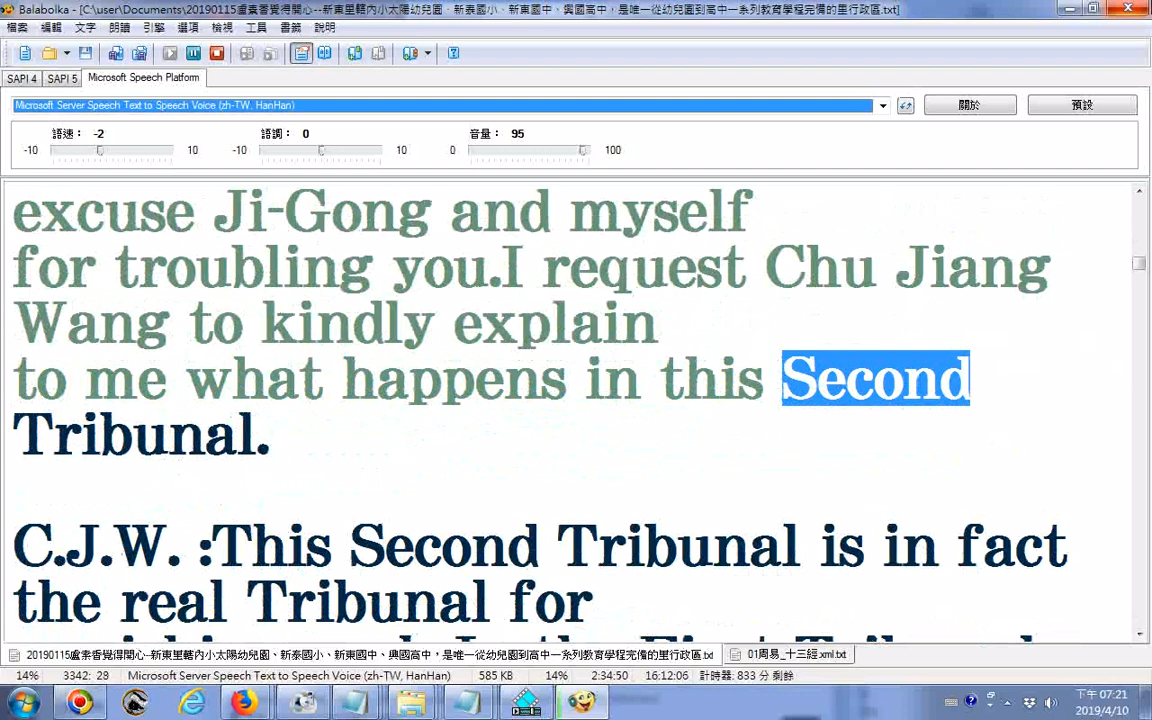 Balabolka - [C:\user\Documents\20190115盧素香覺得開心--新東里轄內小太陽幼兒園、新泰國小、新東國中、興國高中，是唯一從幼兒園到高中一系列教育學程完備的里行政區.txt]
檔案 編輯 文字 朗讀 引擎 選項 檢視 工具 書籤 說明
SAPI 4 SAPI 5 Microsoft Speech Platform
Microsoft Server Speech Text to Speech Voice (zh-TW, HanHan) 關於 預設
語速： -2 語調： 0 音量： 95
-10 10 -10 10 0 100
excuse Ji-Gong and myself
for troubling you.I request Chu Jiang
Wang to kindly explain
to me what happens in this Second
Tribunal.
C.J.W. :This Second Tribunal is in fact
the real Tribunal for
20190115盧素香覺得開心--新東里轄內小太陽幼兒園、新泰國小、新東國中、興國高中，是唯一從幼兒園到高中一系列教育學程完備的里行政區.txt 01周易_十三經.xml.txt
14% 3342: 28 Microsoft Server Speech Text to Speech Voice (zh-TW, HanHan) 585 KB 14% 2:34:50 16:12:06 計時器: 833 分 剩餘
下午 07:21
2019/4/10